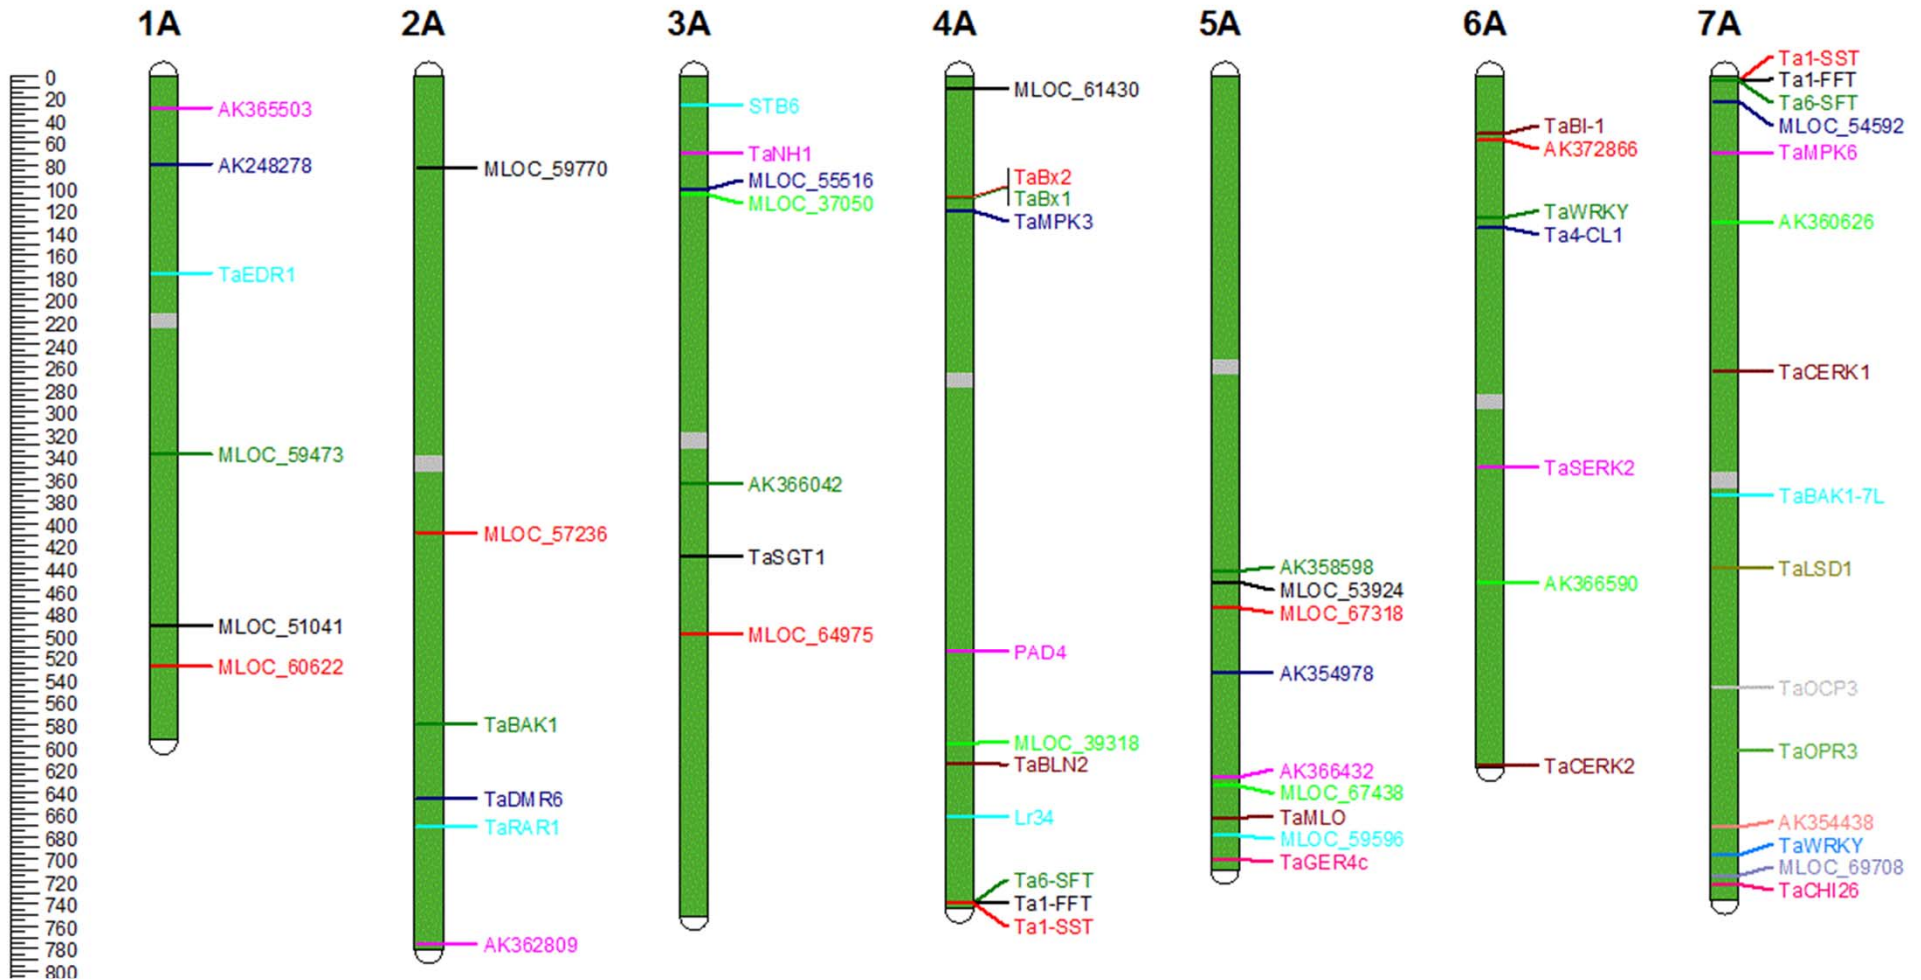 1A 2A 3A 4A 5A 6A 7A
0
20
40
60
80
100
120
140
160
180
200
220
240
260
280
300
320
340
360
380
400
420
440
460
480
500
520
540
560
580
600
620
640
660
680
700
720
740
760
780
800
AK365503
AK248278
TaEDR1
MLOC_59473
MLOC_51041
MLOC_60622
MLOC_59770
MLOC_57236
TaBAK1
TaDMR6
TaRAR1
AK362809
STB6
TaNH1
MLOC_55516
MLOC_37050
AK366042
TaSGT1
MLOC_64975
MLOC_61430
TaBx2
TaBx1
TaMPK3
PAD4
MLOC_39318
TaBLN2
Lr34
Ta6-SFT
Ta1-FFT
Ta1-SST
AK358598
MLOC_53924
MLOC_67318
AK354978
AK366432
MLOC_67438
TaMLO
MLOC_59596
TaGER4c
TaBI-1
AK372866
TaWRKY
Ta4-CL1
TaSERK2
AK366590
TaCERK2
Ta1-SST
Ta1-FFT
Ta6-SFT
MLOC_54592
TaMPK6
AK360626
TaCERK1
TaBAK1-7L
TaLSD1
TaOCP3
TaOPR3
AK354438
TaWRKY
MLOC_69708
TaCHI26